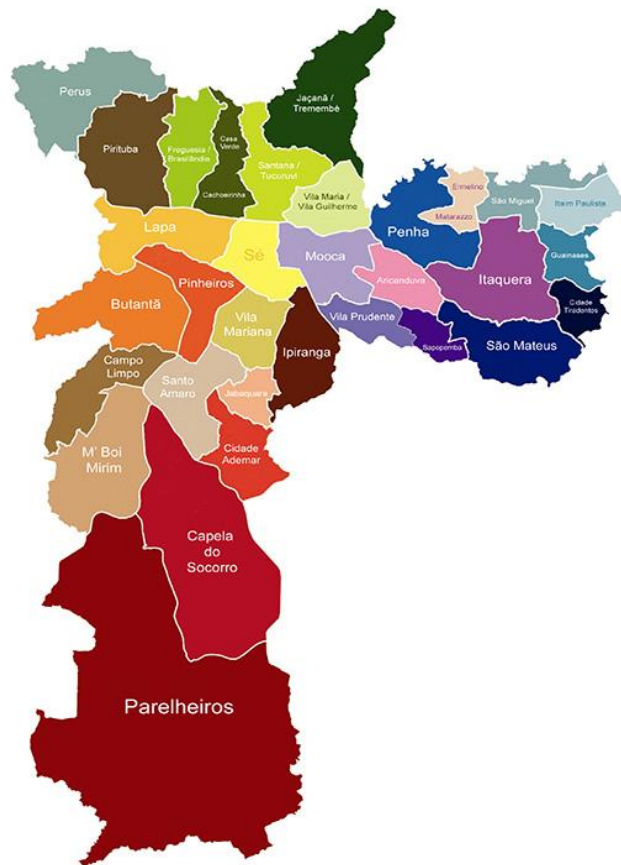 Perus
Jaçanã /
Tremembé
Pirituba
Freguesia /
Brasilândia
Casa
Verde
Cachoeirinha
Santana /
Tucuruvi
Vila Maria /
Vila Guilherme
Ermelino
Matarazzo
São Miguel
Itaim Paulista
Lapa
Sé
Mooca
Penha
Itaquera
Guainases
Aricanduva
Butantã
Pinheiros
Vila
Mariana
Ipiranga
Vila Prudente
Sapopemba
São Mateus
Cidade
Tiradentos
Campo
Limpo
Santo
Amaro
Jabaquara
M' Boi
Mirim
Cidade
Ademar
Capela
do
Socorro
Parelheiros